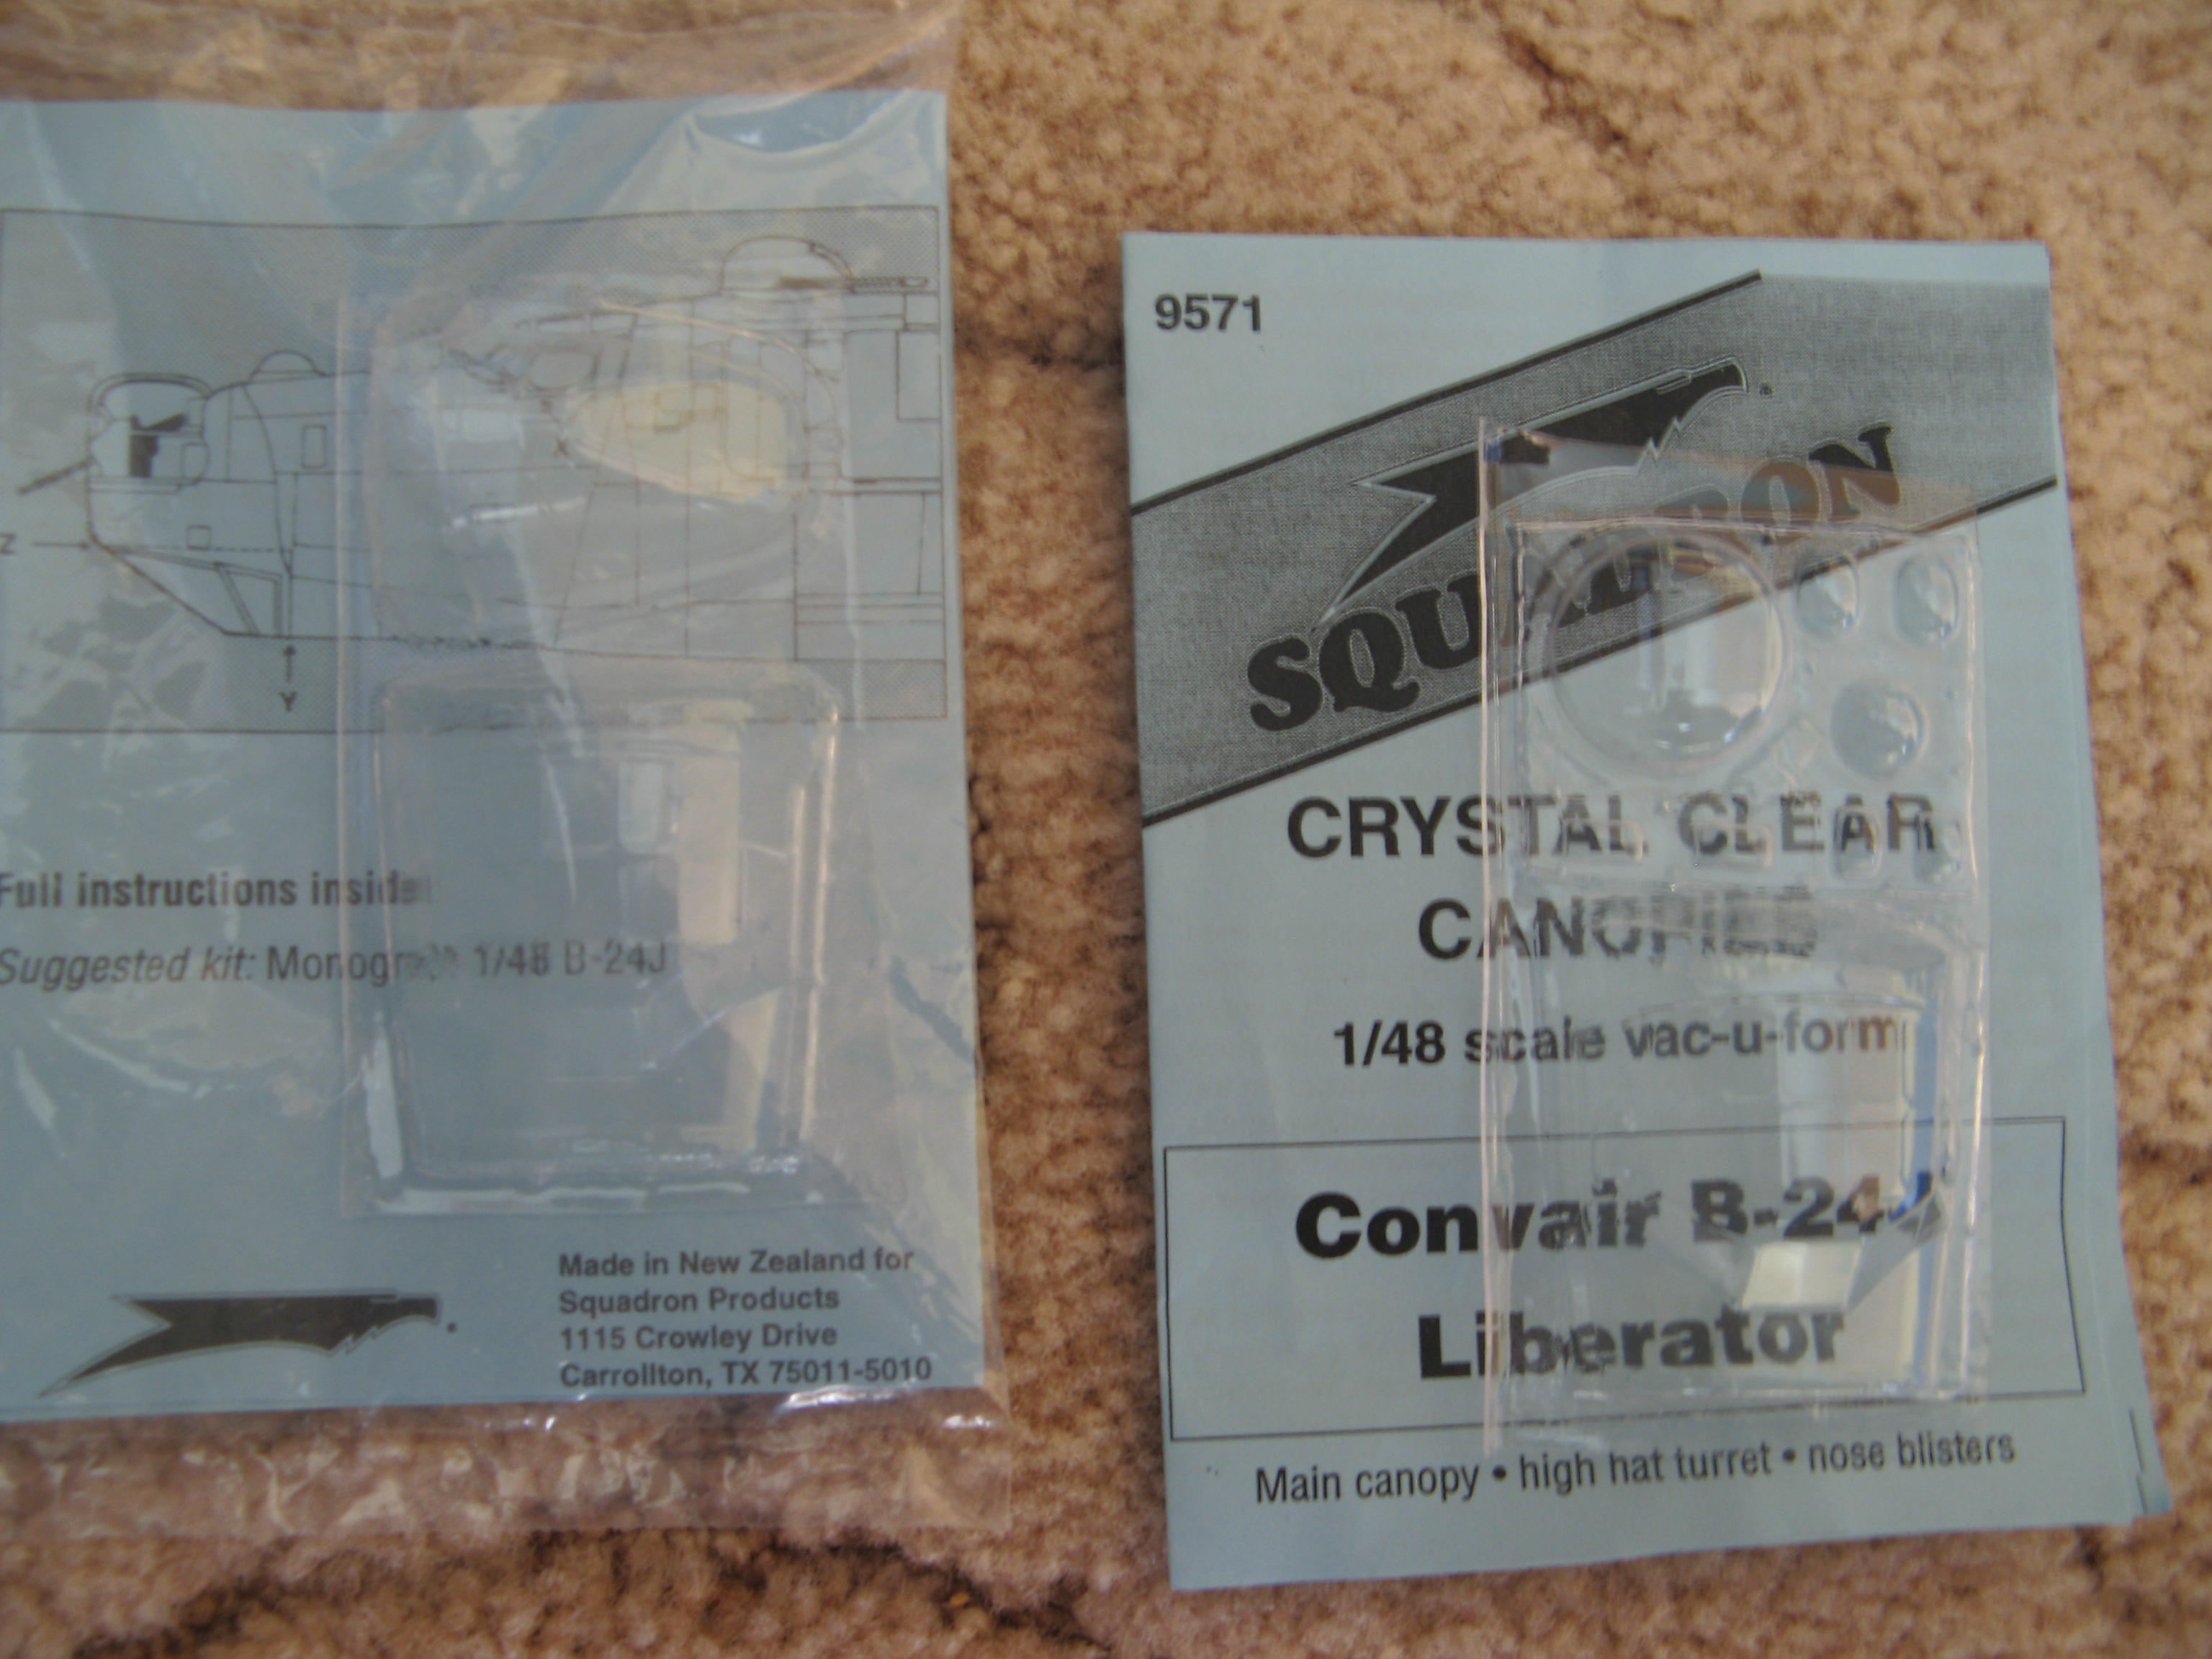 X
Z
Y
Full instructions inside
Suggested kit: Monogram 1/48 B-24J
Made in New Zealand for
Squadron Products
1115 Crowley Drive
Carrollton, TX 75011-5010
9571
SQUADRON
CRYSTAL CLEAR
CANOPIES
1/48 scale vac-u-form
Convair B-24J
Liberator
Main canopy • high hat turret • nose blisters